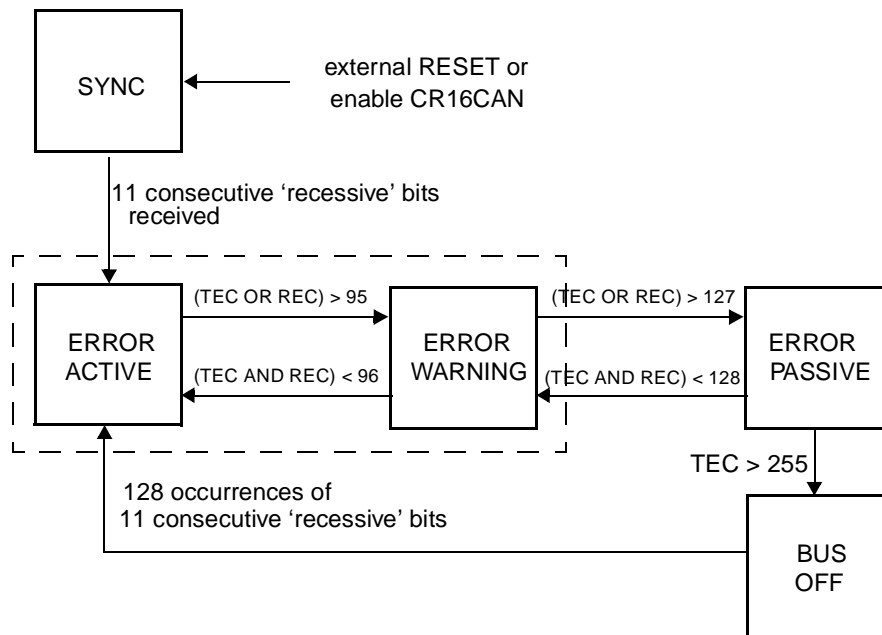 SYNC
external RESET or
enable CR16CAN
11 consecutive ‘recessive’ bits
received
(TEC OR REC) > 95
(TEC OR REC) > 127
ERROR
ACTIVE
ERROR
WARNING
ERROR
PASSIVE
(TEC AND REC) < 96
(TEC AND REC) < 128
TEC > 255
128 occurrences of
11 consecutive ‘recessive’ bits
BUS
OFF